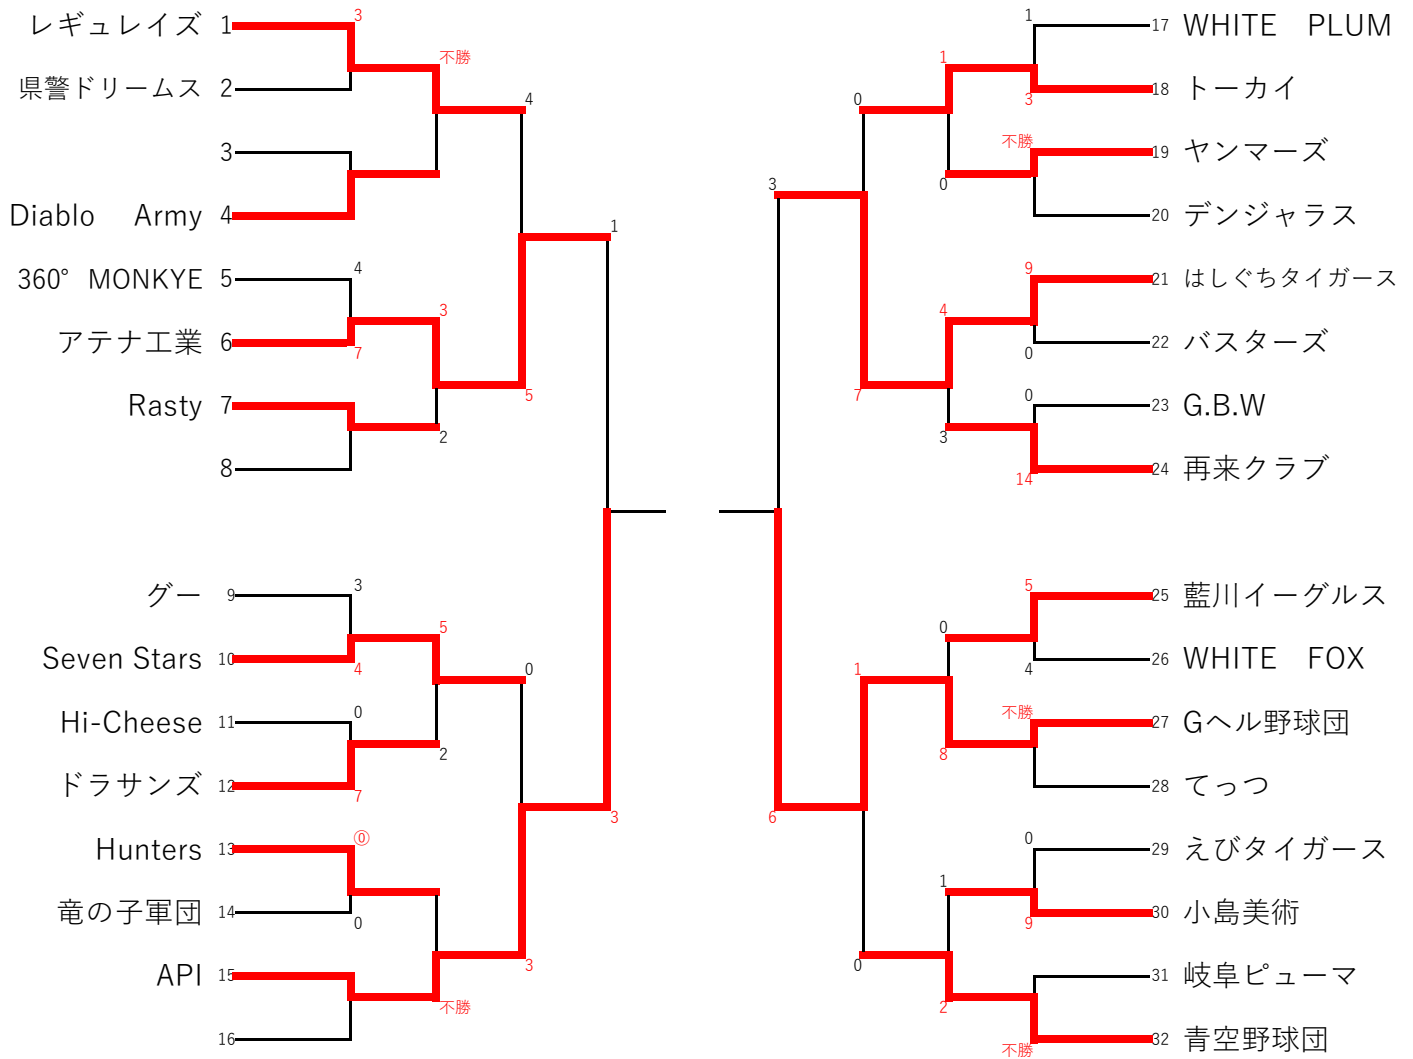 レギュレイズ 1
県警ドリームス 2
3
Diablo Army 4
360° MONKYE 5
アテナ工業 6
Rasty 7
8
グー 9
Seven Stars 10
Hi-Cheese 11
ドラサンズ 12
Hunters 13
竜の子軍団 14
API 15
16
3
4
7
3
4
0
7
⓪
0
不勝
3
2
5
2
不勝
4
5
0
3
1
3
3
6
0
7
1
0
1
0
4
3
0
8
1
2
1
3
不勝
9
0
0
14
5
4
不勝
0
9
不勝
17 WHITE PLUM
18 トーカイ
19 ヤンマーズ
20 デンジャラス
21 はしぐちタイガース
22 バスターズ
23 G.B.W
24 再来クラブ
25 藍川イーグルス
26 WHITE FOX
27 Gヘル野球団
28 てっつ
29 えびタイガース
30 小島美術
31 岐阜ピューマ
32 青空野球団